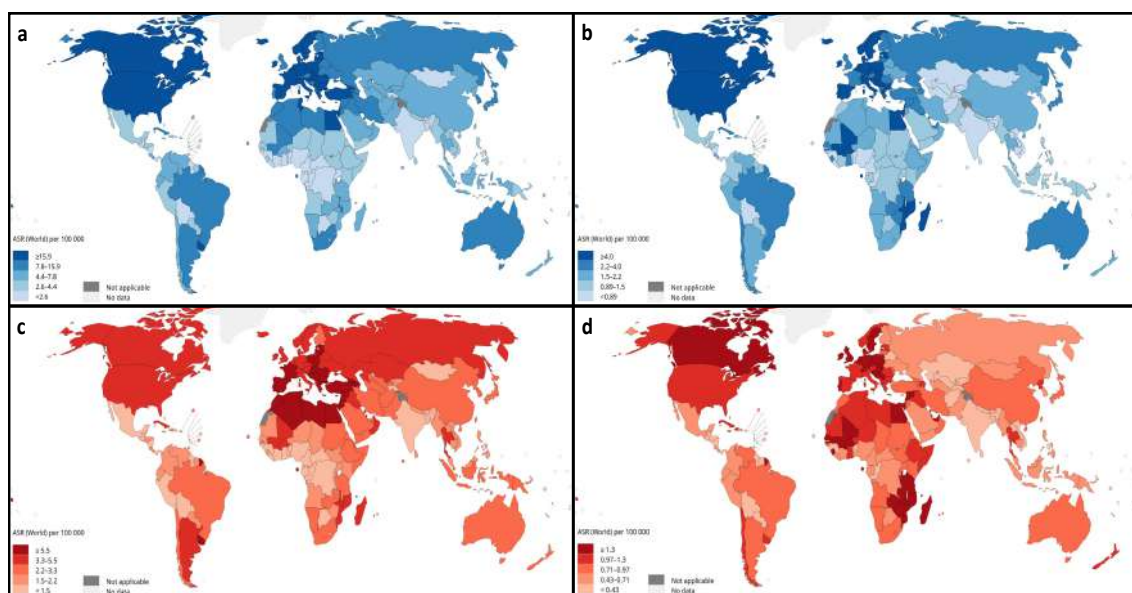 a
ASR (World) per 100 000
≥15.9
7.8–15.9
4.4–7.8
2.6–4.4
<2.6
Not applicable
No data
b
ASR (World) per 100 000
≥4.0
2.2–4.0
1.5–2.2
0.89–1.5
<0.89
Not applicable
No data
c
ASR (World) per 100 000
≥ 5.5
3.3–5.5
2.2–3.3
1.5–2.2
< 1.5
Not applicable
No data
d
ASR (World) per 100 000
≥ 1.3
0.97–1.3
0.71–0.97
0.43–0.71
< 0.43
Not applicable
No data